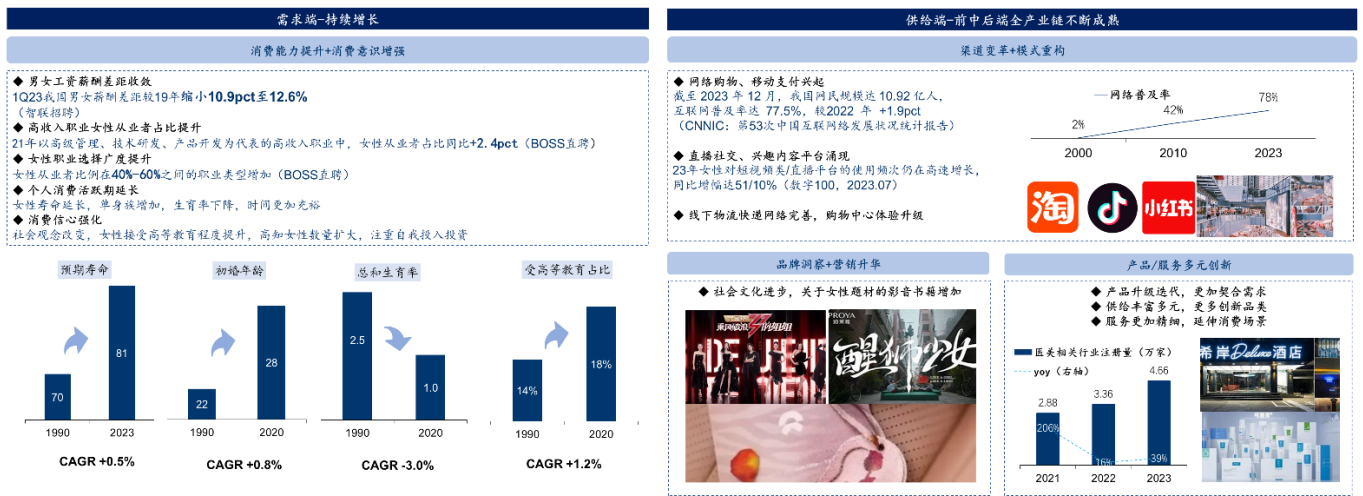 需求端-持续增长
消费能力提升+消费意识增强
◆ 男女工资薪酬差距收敛
1Q23我国男女薪酬差距较19年缩小10.9pct至12.6%
（智联招聘）
◆ 高收入职业女性从业者占比提升
21年以高级管理、技术研发、产品开发为代表的高收入职业中，女性从业者占比同比+2.4pct（BOSS直聘）
◆ 女性职业选择广度提升
女性从业者比例在40%-60%之间的职业类型增加（BOSS直聘）
◆ 个人消费活跃期延长
女性寿命延长，单身族增加，生育率下降，时间更加充裕
◆ 消费信心强化
社会观念改变，女性接受高等教育程度提升，高知女性数量扩大，注重自我投入投资
预期寿命
70
81
1990
2023
CAGR +0.5%
初婚年龄
22
28
1990
2020
CAGR +0.8%
总和生育率
2.5
1.0
1990
2020
CAGR -3.0%
受高等教育占比
14%
18%
1990
2020
CAGR +1.2%
供给端-前中后端全产业链不断成熟
渠道变革+模式重构
◆ 网络购物、移动支付兴起
截至 2023 年 12 月，我国网民规模达 10.92 亿人，
互联网普及率达 77.5%，较2022 年 +1.9pct
（CNNIC：第53次中国互联网络发展状况统计报告）
◆ 直播社交、兴趣内容平台涌现
23年女性对短视频类/直播平台的使用频次仍在高速增长，
同比增幅达51/10%（数字100，2023.07）
◆ 线下物流快递网络完善，购物中心体验升级
网络普及率
2%
42%
78%
2000
2010
2023
淘
小红书
品牌洞察+营销升华
◆ 社会文化进步，关于女性题材的影音书籍增加
乘风破浪的姐姐
PROYA
珀莱雅
醒狮少女
产品/服务多元创新
◆ 产品升级迭代，更加契合需求
◆ 供给丰富多元，更多创新品类
◆ 服务更加精细，延伸消费场景
医美相关行业注册量（万家）
yoy（右轴）
2.88
3.36
4.66
206%
16%
39%
2021
2022
2023
希岸Deluxe酒店